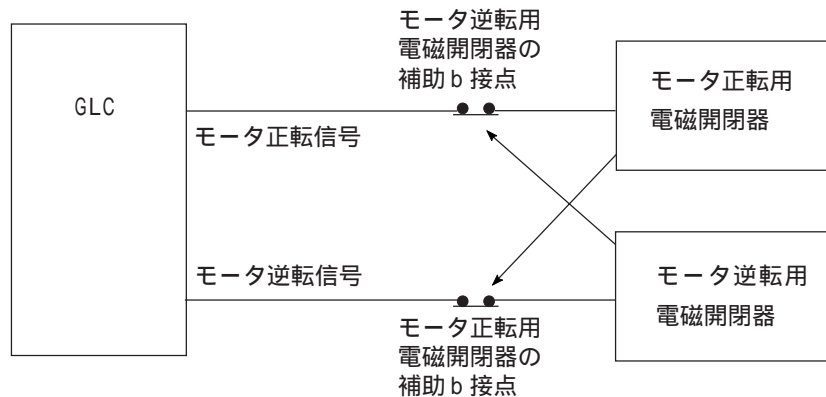 GLC
モータ正転信号
モータ逆転信号
モータ逆転用
電磁開閉器の
補助b接点
モータ正転用
電磁開閉器の
補助b接点
モータ正転用
電磁開閉器
モータ逆転用
電磁開閉器